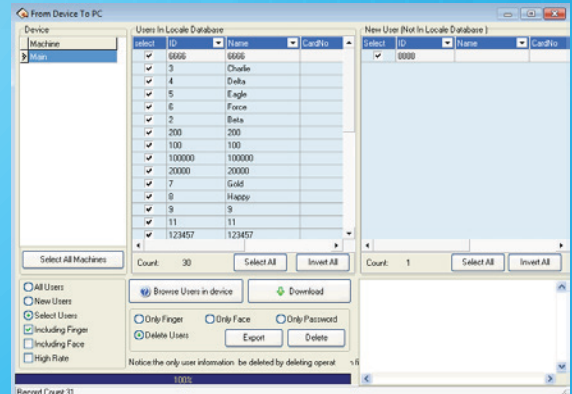 From Device To PC
Device
Machine
Main
Select All Machines
Users In Locale Database
select ID Name CardNo
6666 6666
3 Charlie
4 Delta
5 Eagle
6 Force
2 Beta
200 200
100 100
100000 100000
20000 20000
7 Gold
8 Happy
9 9
11 11
123457 123457
Count: 30 Select All Invert All
New User (Not In Locale Database )
Select ID Name CardNo
0000
Count: 1 Select All Invert All
All Users
New Users
Select Users
Including Finger
Including Face
High Rate
Browse Users in device Download
Only Finger Only Face Only Password
Delete Users Export Delete
Notice:the only user information be deleted by deleting operat
100%
Record Count 31